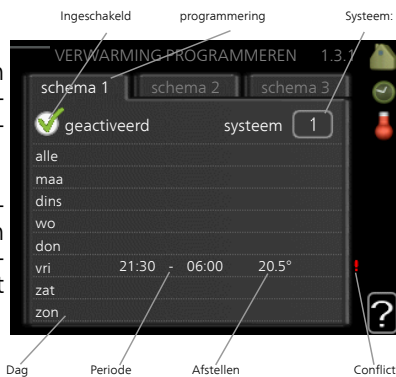 Ingeschakeld programmering Systeem:
VERWARMING PROGRAMMEREN 1.3.1
schema 1 schema 2 schema 3
geactiveerd systeem 1
alle
maa
dins
wo
don
vri 21:30 - 06:00 20.5° !
zat
zon ?
Dag Periode Afstellen Conflict